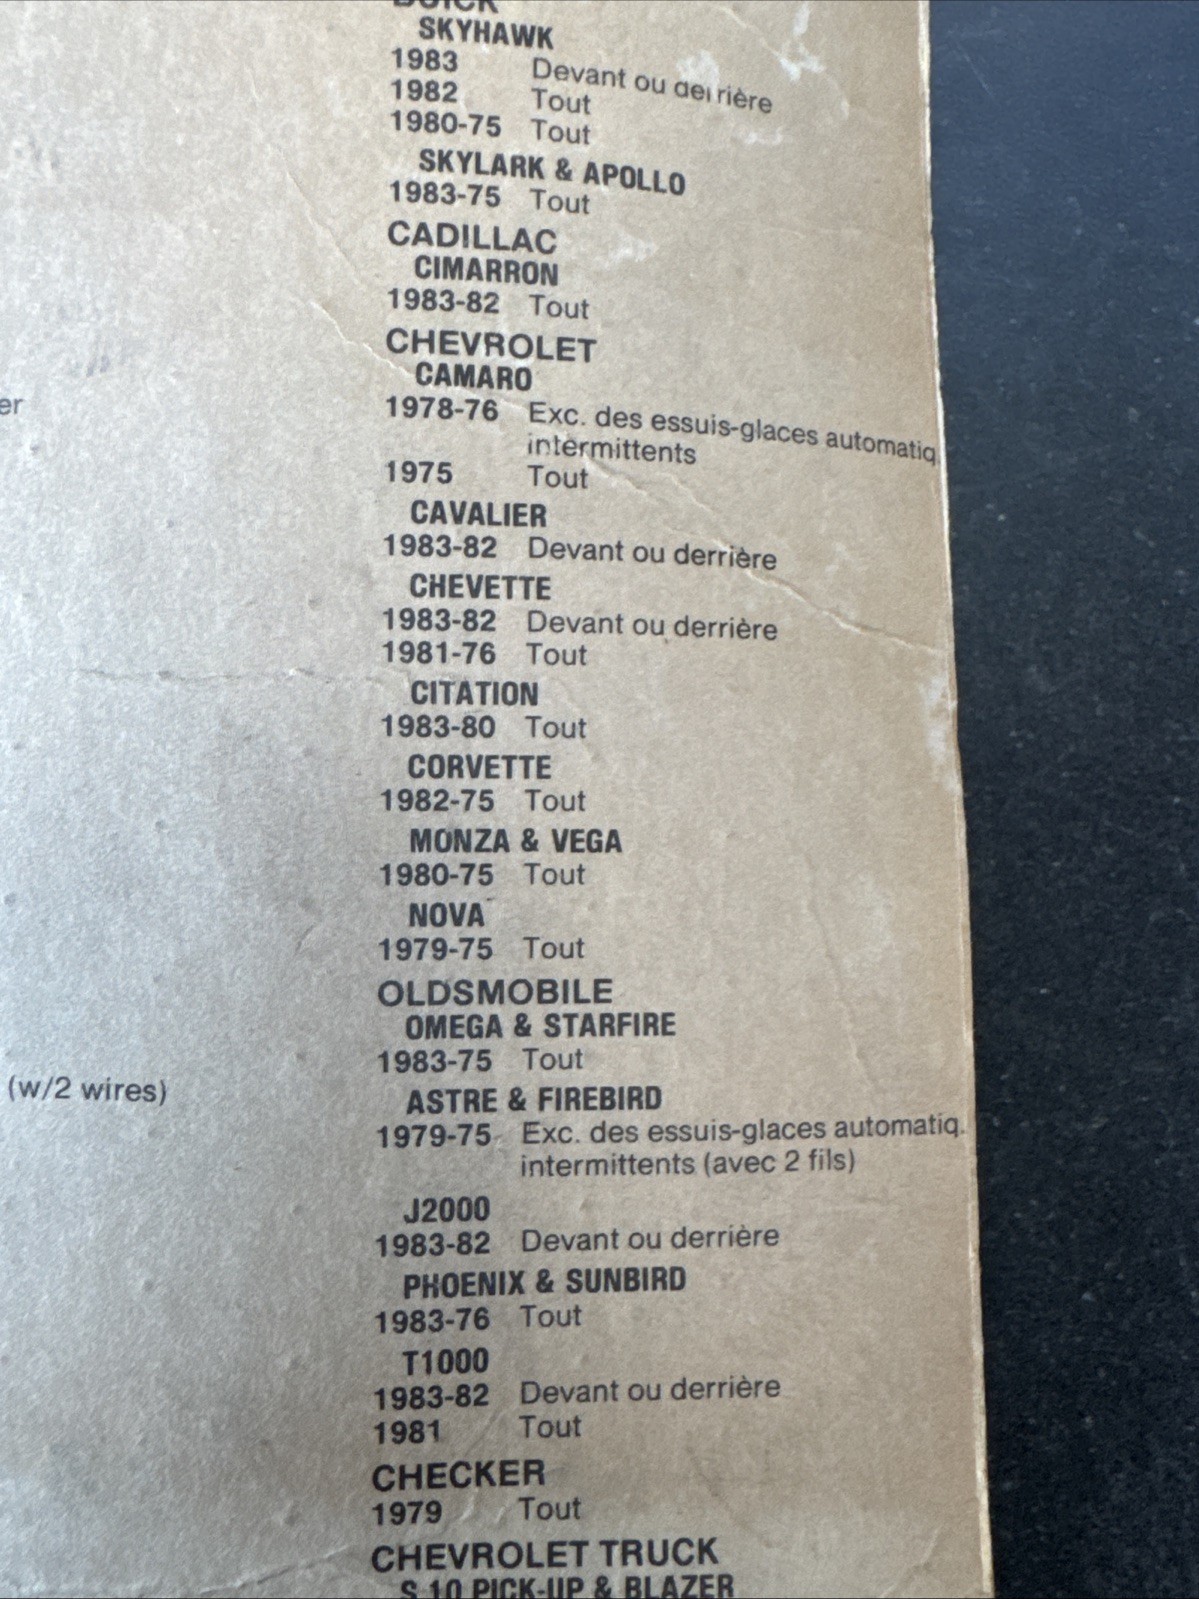 BUICK
SKYHAWK
1983 Devant ou derrière
1982 Tout
1980-75 Tout
SKYLARK & APOLLO
1983-75 Tout
CADILLAC
CIMARRON
1983-82 Tout
CHEVROLET
CAMARO
1978-76 Exc. des essuis-glaces automatiq.
intermittents
1975 Tout
CAVALIER
1983-82 Devant ou derrière
CHEVETTE
1983-82 Devant ou derrière
1981-76 Tout
CITATION
1983-80 Tout
CORVETTE
1982-75 Tout
MONZA & VEGA
1980-75 Tout
NOVA
1979-75 Tout
OLDSMOBILE
OMEGA & STARFIRE
1983-75 Tout
ASTRE & FIREBIRD
1979-75 Exc. des essuis-glaces automatiq.
intermittents (avec 2 fils)
J2000
1983-82 Devant ou derrière
PHOENIX & SUNBIRD
1983-76 Tout
T1000
1983-82 Devant ou derrière
1981 Tout
CHECKER
1979 Tout
CHEVROLET TRUCK
S 10 PICK-UP & BLAZER
er
(w/2 wires)